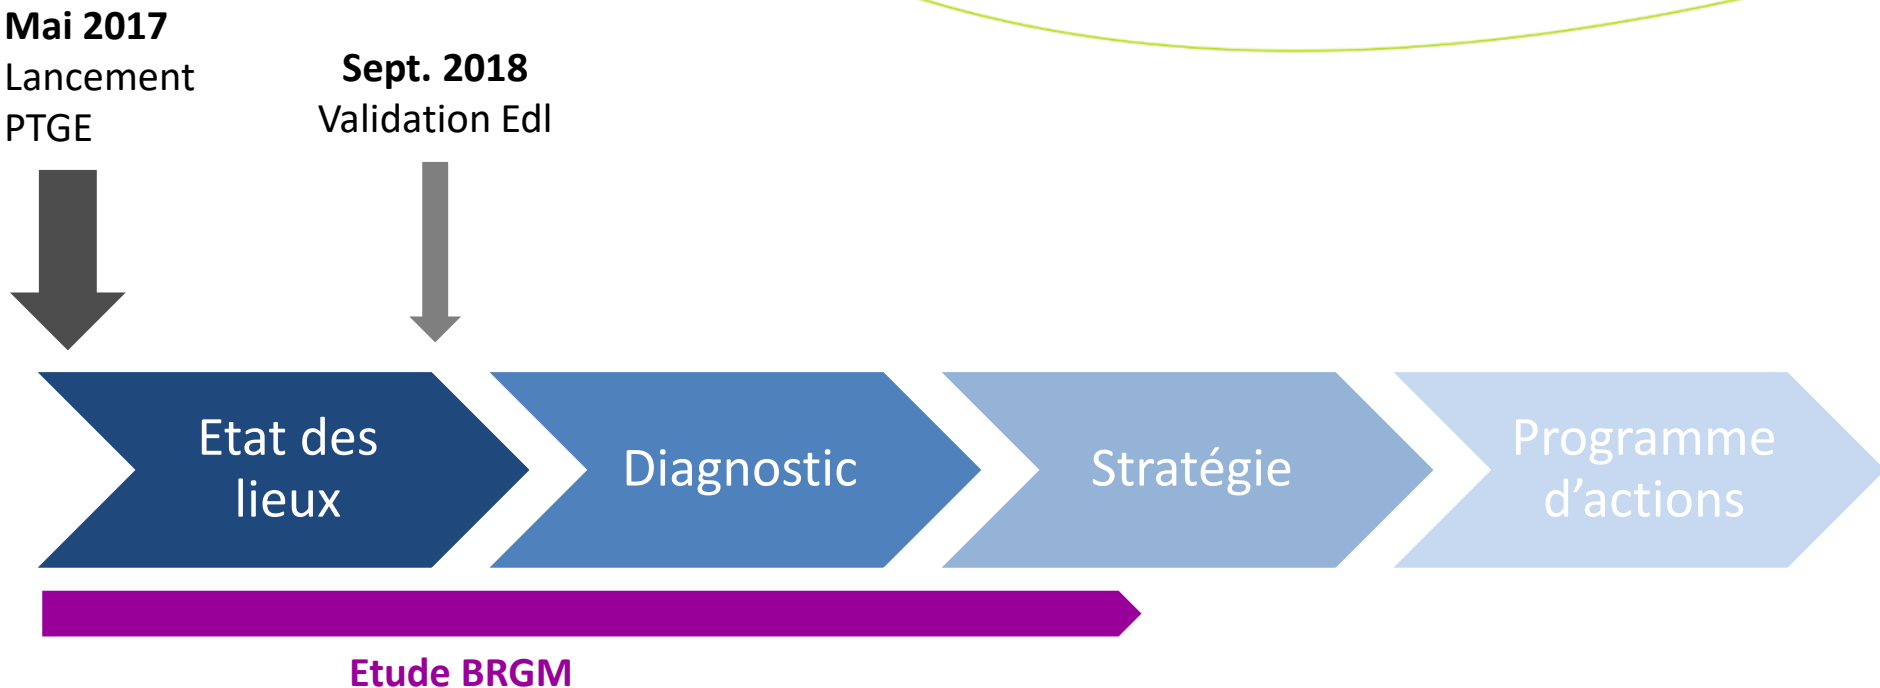 Mai 2017
Lancement
PTGE
Sept. 2018
Validation Edl
Etat des
lieux
Diagnostic
Stratégie
Programme
d’actions
Etude BRGM